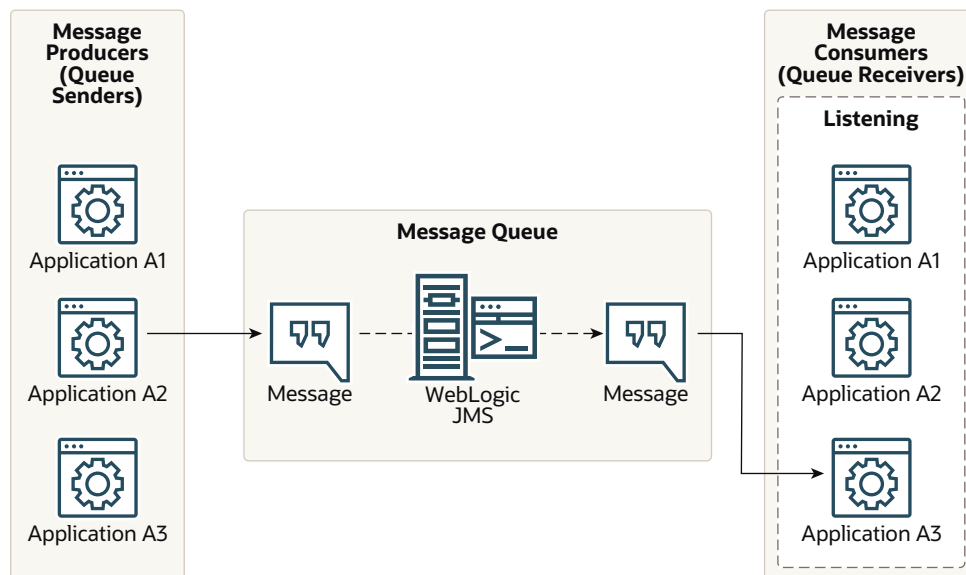 Message
Producers
(Queue
Senders)
Application A1
Application A2
Application A3
Message Queue
Message
WebLogic
JMS
Message
Message
Consumers
(Queue Receivers)
Listening
Application A1
Application A2
Application A3